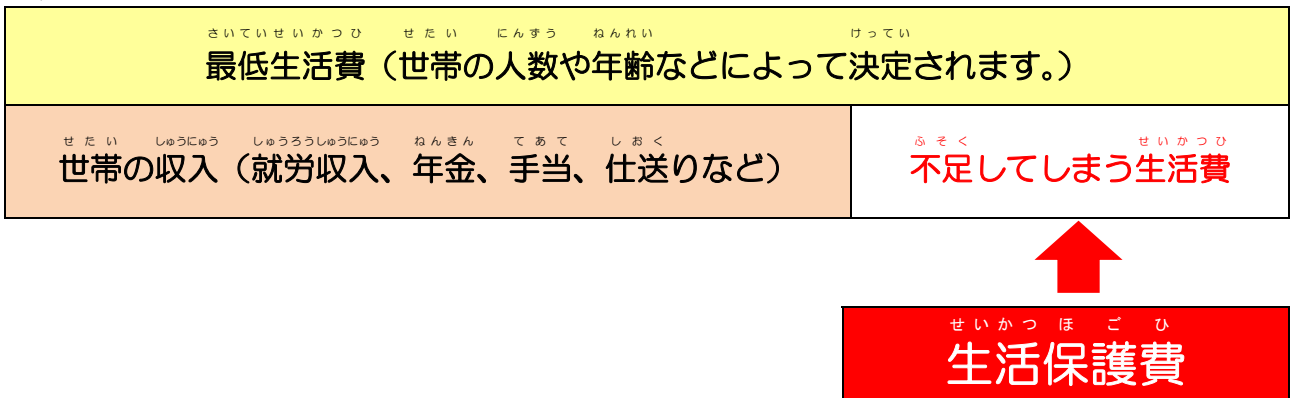 さいていせいかつひ せたい にんずう ねんれい けってい
最低生活費（世帯の人数や年齢などによって決定されます。）
せたい しゅうにゅう しゅうろうしゅうにゅう ねんきん てあて しおく
世帯の収入（就労収入、年金、手当、仕送りなど）
ふそく せいかつひ
不足してしまう生活費
せいかつほごひ
生活保護費